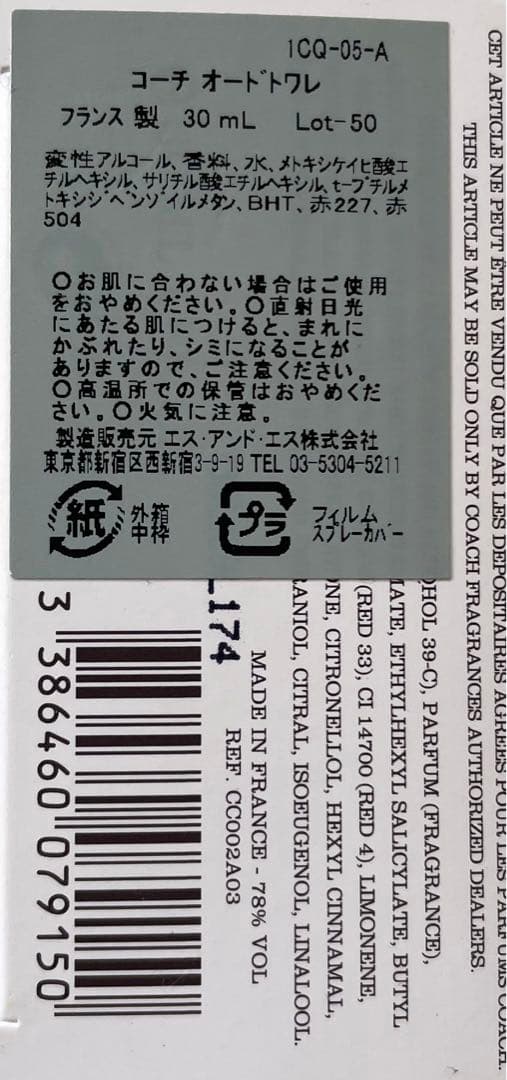 1CQ-05-A
コーチ オードトワレ
フランス 製 30 mL Lot-50
変性アルコール、香料、水、メトキシケイヒ酸エ
チルヘキシル、サリチル酸エチルヘキシル、t-ブチルメ
トキシジベンゾイルメタン、BHT、赤227、赤
504
○お肌に合わない場合はご使用
をおやめください。○直射日光
にあたる肌につけると、まれに
かぶれたり、シミになることが
ありますので、ご注意ください。
○高温所での保管はおやめくだ
さい。○火気に注意。
製造販売元 エス・アンド・エス株式会社
東京都新宿区西新宿3-9-19 TEL 03-5304-5211
紙 外箱
中枠
プラ フィルム
スプレーカバー
CET ARTICLE NE PEUT ÊTRE VENDU QUE PAR LES DEPOSITAIRES AGREES POUR LES PARFUMS COACH.
THIS ARTICLE MAY BE SOLD ONLY BY COACH FRAGRANCES AUTHORIZED DEALERS.
39-C), PARFUM (FRAGRANCE),
ETHYLHEXYL SALICYLATE, BUTYL
(RED 33), CI 14700 (RED 4), LIMONENE,
CITRONELLOL, HEXYL CINNAMAL,
CITRAL, ISOEUGENOL, LINALOOL.
MADE IN FRANCE - 78% VOL
REF. CC002A03
174
3 386460 079150